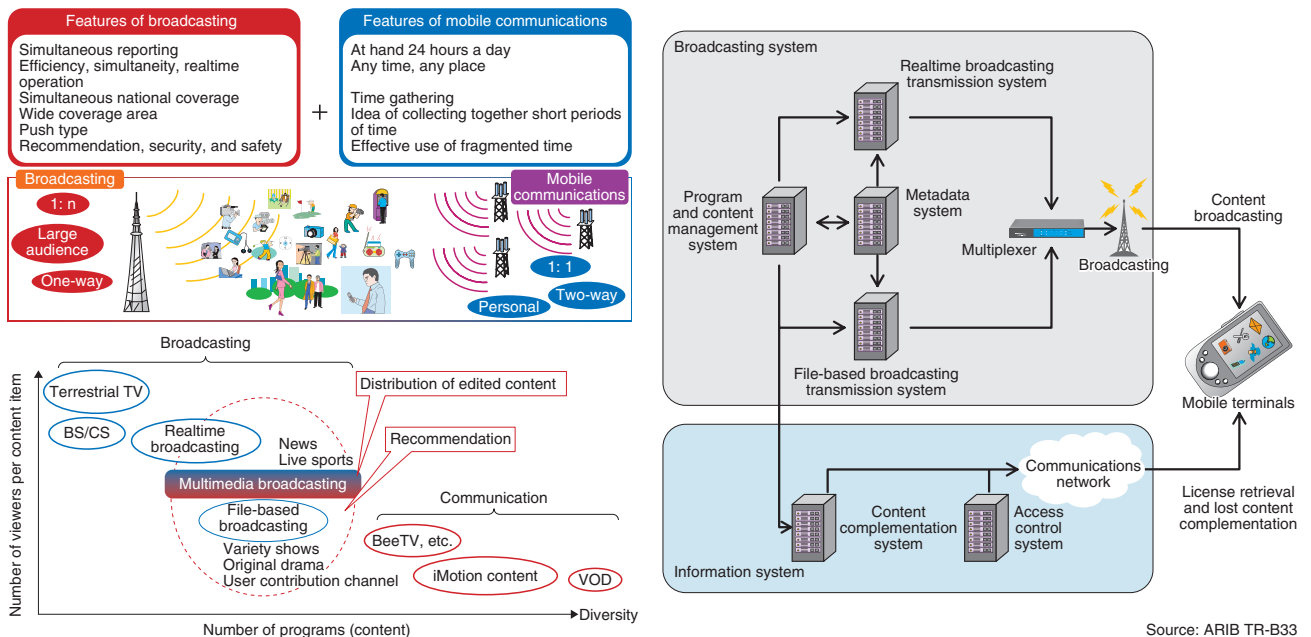 Features of broadcasting
Simultaneous reporting
Efficiency, simultaneity, realtime
operation
Simultaneous national coverage
Wide coverage area
Push type
Recommendation, security, and safety
+
Features of mobile communications
At hand 24 hours a day
Any time, any place
Time gathering
Idea of collecting together short periods
of time
Effective use of fragmented time
Broadcasting
1: n
Large
audience
One-way
Mobile
communications
1: 1
Two-way
Personal
Number of viewers per content item
Broadcasting
Terrestrial TV
BS/CS
Realtime
broadcasting
News
Live sports
Distribution of edited content
Recommendation
Multimedia broadcasting
File-based
broadcasting
Variety shows
Original drama
User contribution channel
Communication
BeeTV, etc.
iMotion content
VOD
Diversity
Number of programs (content)
Broadcasting system
Realtime broadcasting
transmission system
Program
and content
management
system
Metadata
system
Multiplexer
Broadcasting
Content
broadcasting
File-based broadcasting
transmission system
Mobile terminals
Communications
network
Content
complementation
system
Access
control
system
License retrieval
and lost content
complementation
Information system
Source: ARIB TR-B33